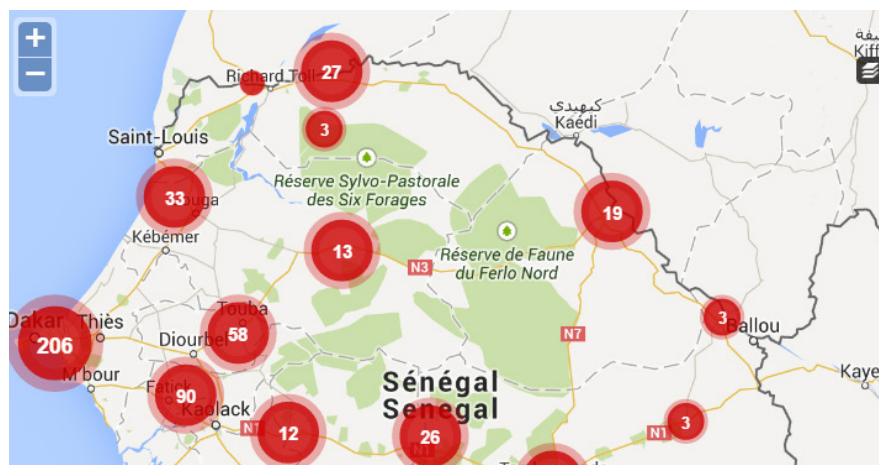 +
−
27
Richard Toll
3
كيهيدي
Kaédi
Kiff
Saint-Louis
Réserve Sylvo-Pastorale
des Six Forages
33
19
Kébémer
13
Réserve de Faune
du Ferlo Nord
N3
Touba
3
Dakar
Thiès
58
N7
Ballou
206
Diourbel
M'bour
Sénégal
Senegal
Kaye
Fatick
90
Kaolack
N1
12
26
N1
3
N1